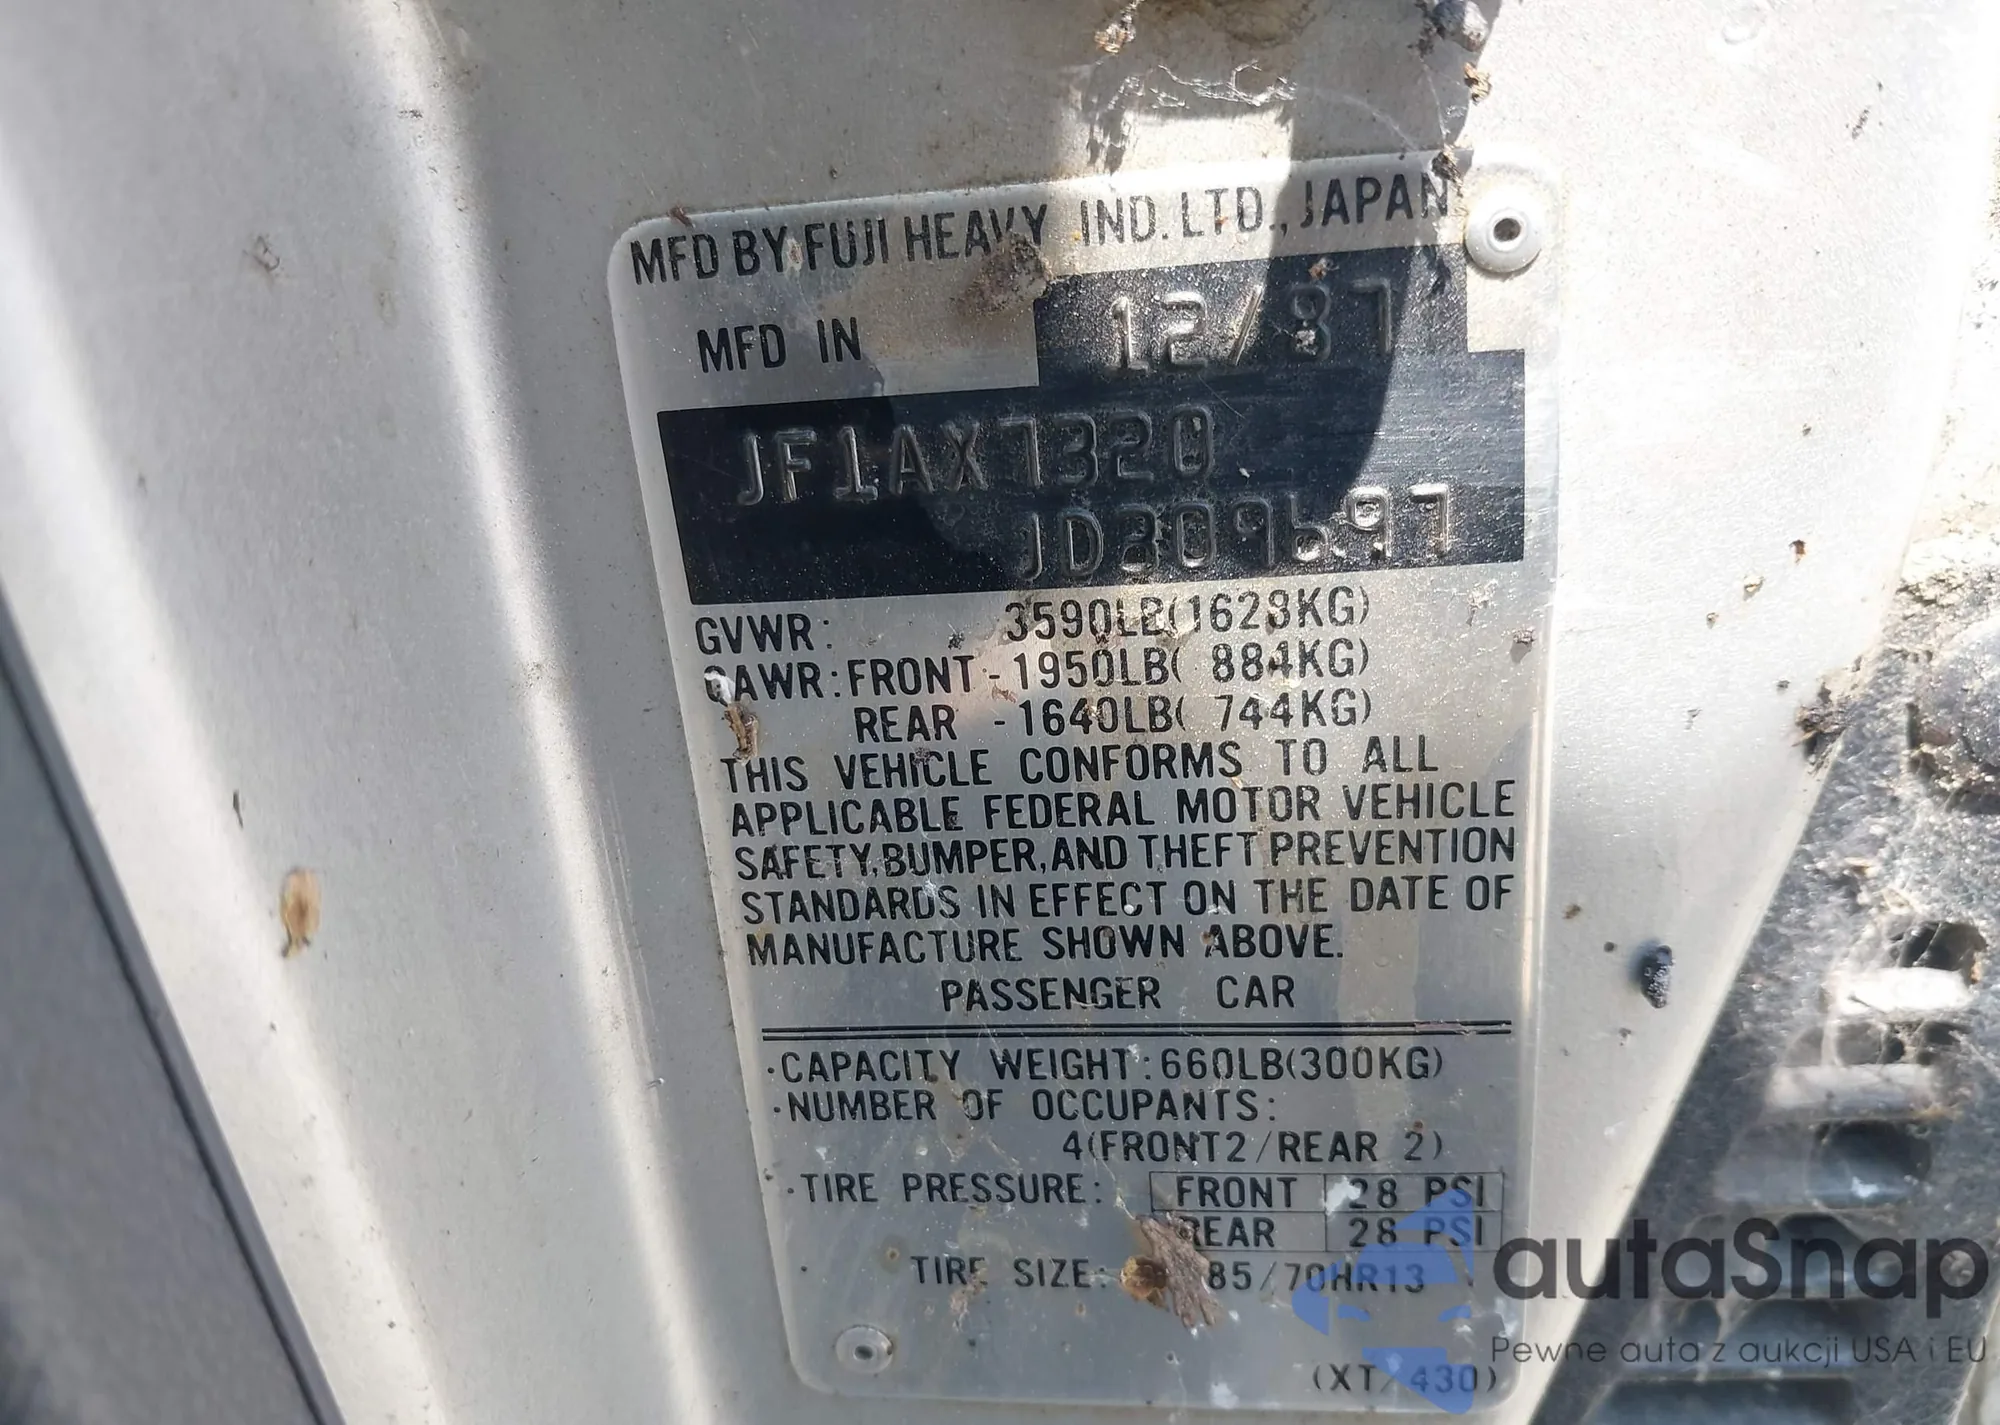 MFD BY FUJI HEAVY IND. LTD., JAPAN
MFD IN 12/87
JF1AX7320
JD209697
GVWR: 3590LB(1628KG)
GAWR: FRONT - 1950LB( 884KG)
REAR - 1640LB( 744KG)
THIS VEHICLE CONFORMS TO ALL
APPLICABLE FEDERAL MOTOR VEHICLE
SAFETY, BUMPER, AND THEFT PREVENTION
STANDARDS IN EFFECT ON THE DATE OF
MANUFACTURE SHOWN ABOVE.
PASSENGER CAR
·CAPACITY WEIGHT: 660LB(300KG)
·NUMBER OF OCCUPANTS:
4(FRONT2/REAR 2)
·TIRE PRESSURE: FRONT 28 PSI
REAR 28 PSI
· TIRE SIZE: 85/70HR13
(XT/430)
autaSnap
Pewne auta z aukcji USA i EU